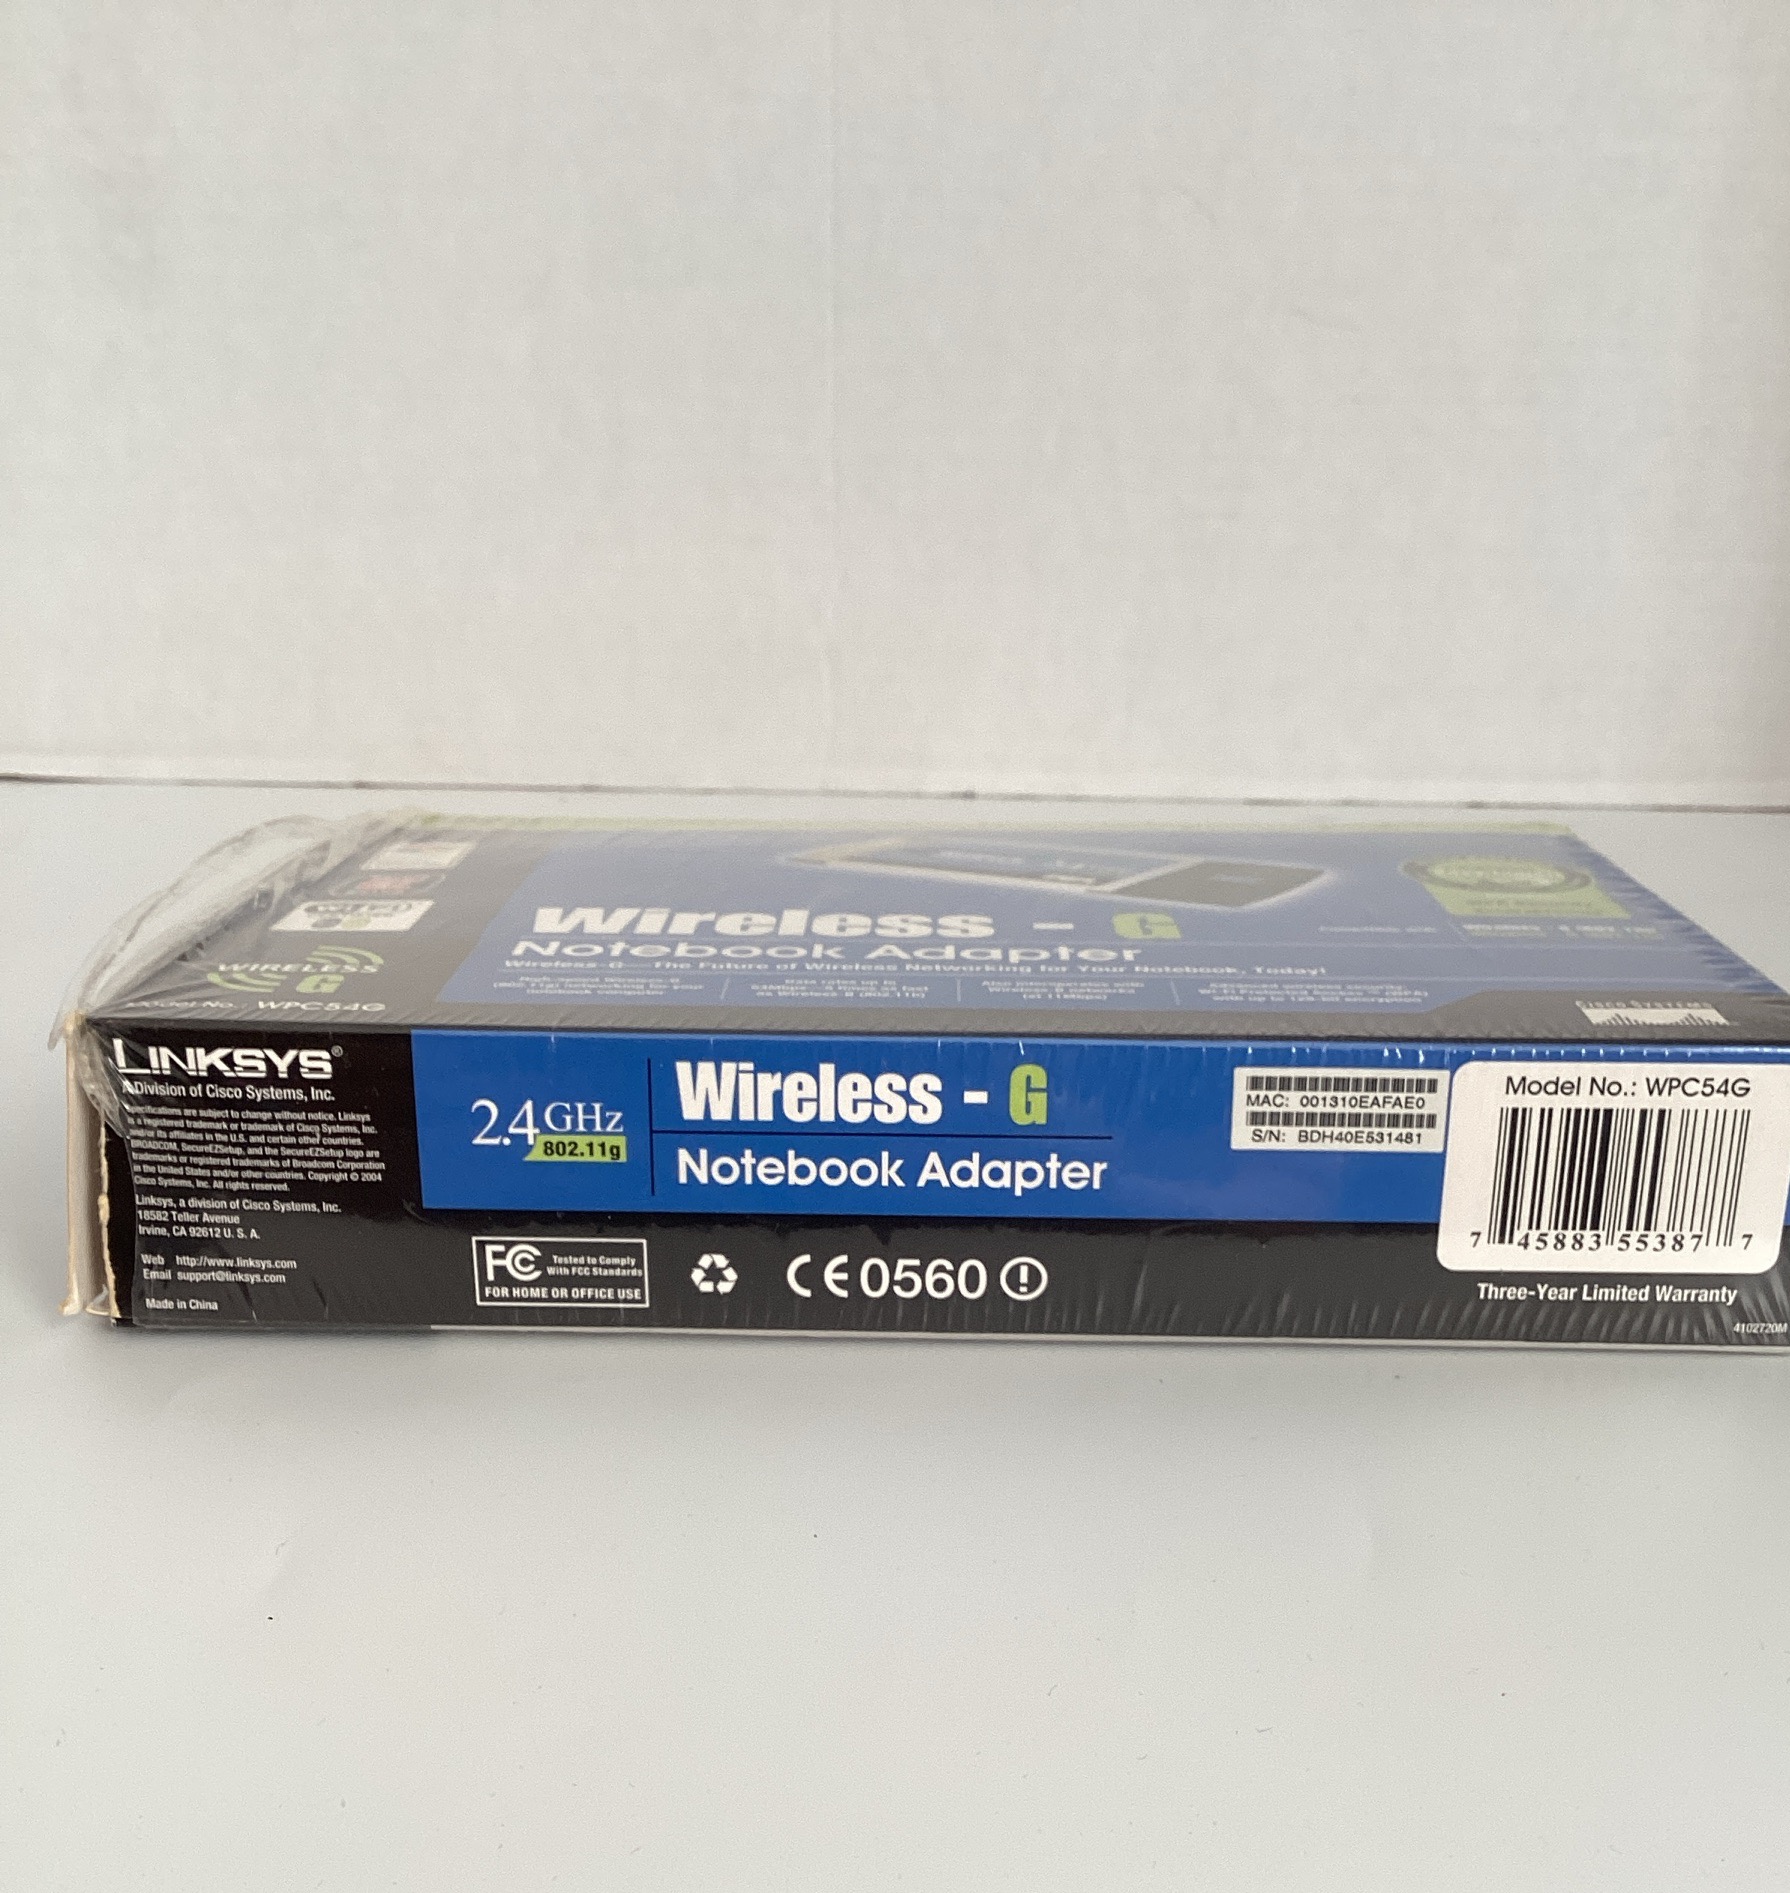 WIRELESS
G
Model No.: WPC54G
Wireless - G
Notebook Adapter
Wireless-G—The Future of Wireless Networking for Your Notebook, Today!
CISCO SYSTEMS
LINKSYS®
A Division of Cisco Systems, Inc.
Specifications are subject to change without notice. Linksys
is a registered trademark or trademark of Cisco Systems, Inc.
and/or its affiliates in the U.S. and certain other countries.
BROADCOM, SecureEZSetup, and the SecureEZSetup logo are
trademarks or registered trademarks of Broadcom Corporation
in the United States and/or other countries. Copyright © 2004
Cisco Systems, Inc. All rights reserved.
Linksys, a division of Cisco Systems, Inc.
18582 Teller Avenue
Irvine, CA 92612 U. S. A.
Web http://www.linksys.com
Email support@linksys.com
Made in China
2.4GHz
802.11g
Wireless - G
Notebook Adapter
FC Tested to Comply
With FCC Standards
FOR HOME OR OFFICE USE
CE0560
MAC: 001310EAFAE0
S/N: BDH40E531481
Model No.: WPC54G
7 45883 55387 7
Three-Year Limited Warranty
4102720M